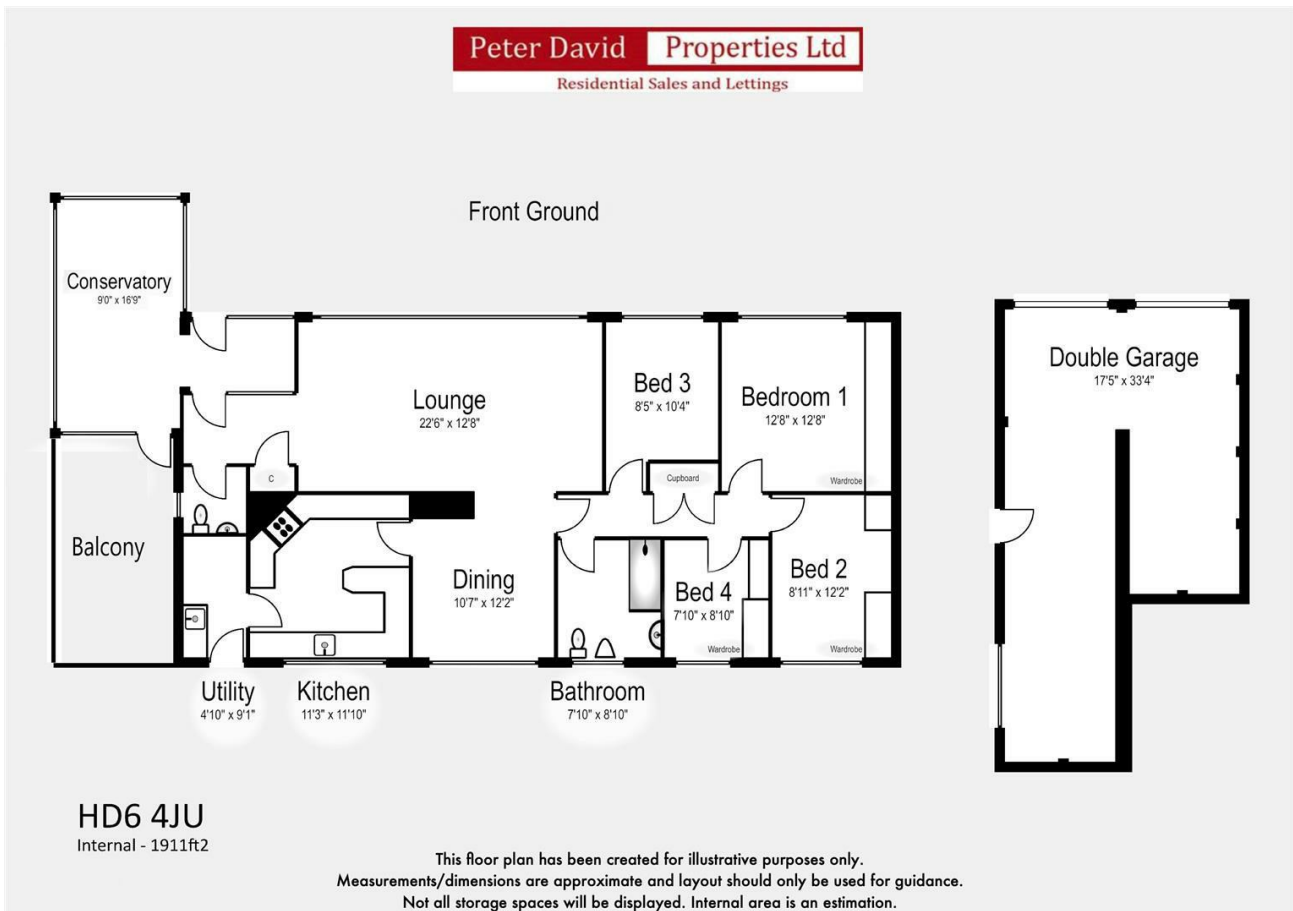 Peter David Properties Ltd
Residential Sales and Lettings
Front Ground
Conservatory
9'0" x 16'9"
Double Garage
17'5" x 33'4"
Lounge
22'6" x 12'8"
Bed 3
8'5" x 10'4"
Bedroom 1
12'8" x 12'8"
C
Cupboard
Wardrobe
Balcony
Dining
10'7" x 12'2"
Bed 4
7'10" x 8'10"
Wardrobe
Bed 2
8'11" x 12'2"
Wardrobe
Utility
4'10" x 9'1"
Kitchen
11'3" x 11'10"
Bathroom
7'10" x 8'10"
HD6 4JU
Internal - 1911ft2
This floor plan has been created for illustrative purposes only.
Measurements/dimensions are approximate and layout should only be used for guidance.
Not all storage spaces will be displayed. Internal area is an estimation.